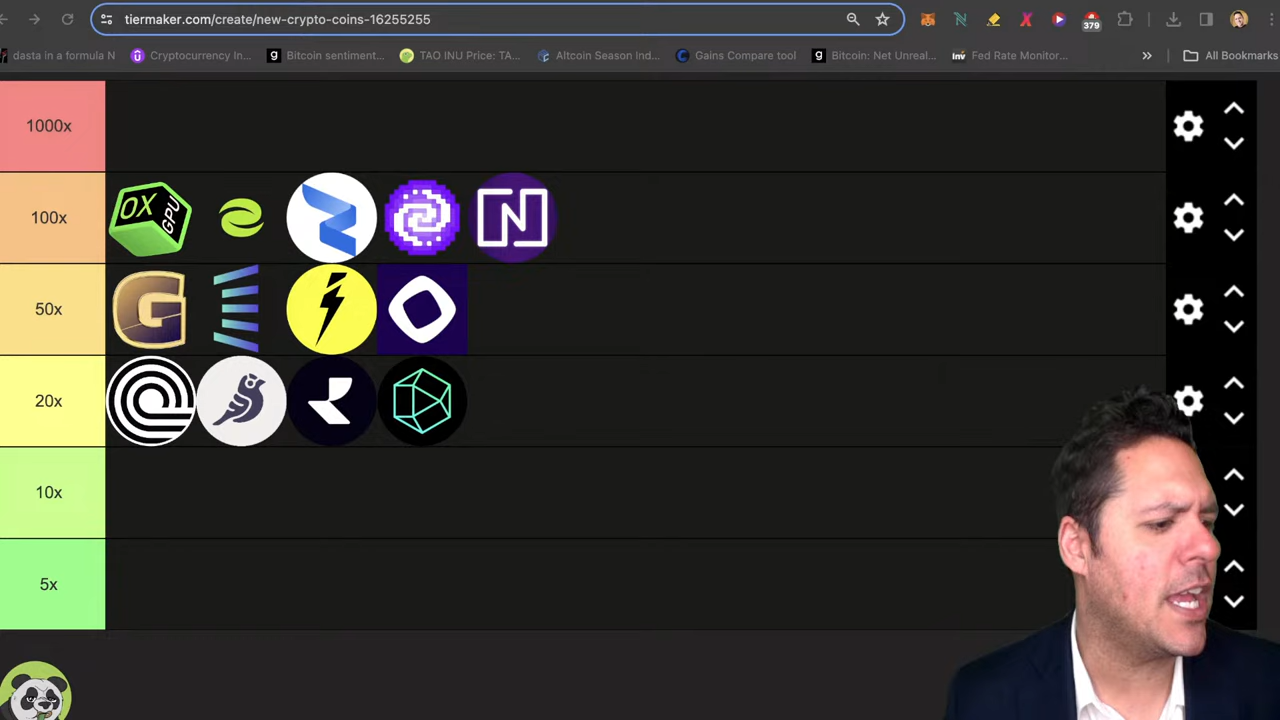 tiermaker.com/create/new-crypto-coins-16255255
379
dasta in a formula N
Cryptocurrency In...
Bitcoin sentiment...
TAO INU Price: TA...
Altcoin Season Ind...
Gains Compare tool
Bitcoin: Net Unreal...
Inv
Fed Rate Monitor...
»
All Bookmarks
1000x
100x
0X
GPU
N
50x
G
20x
10x
5x